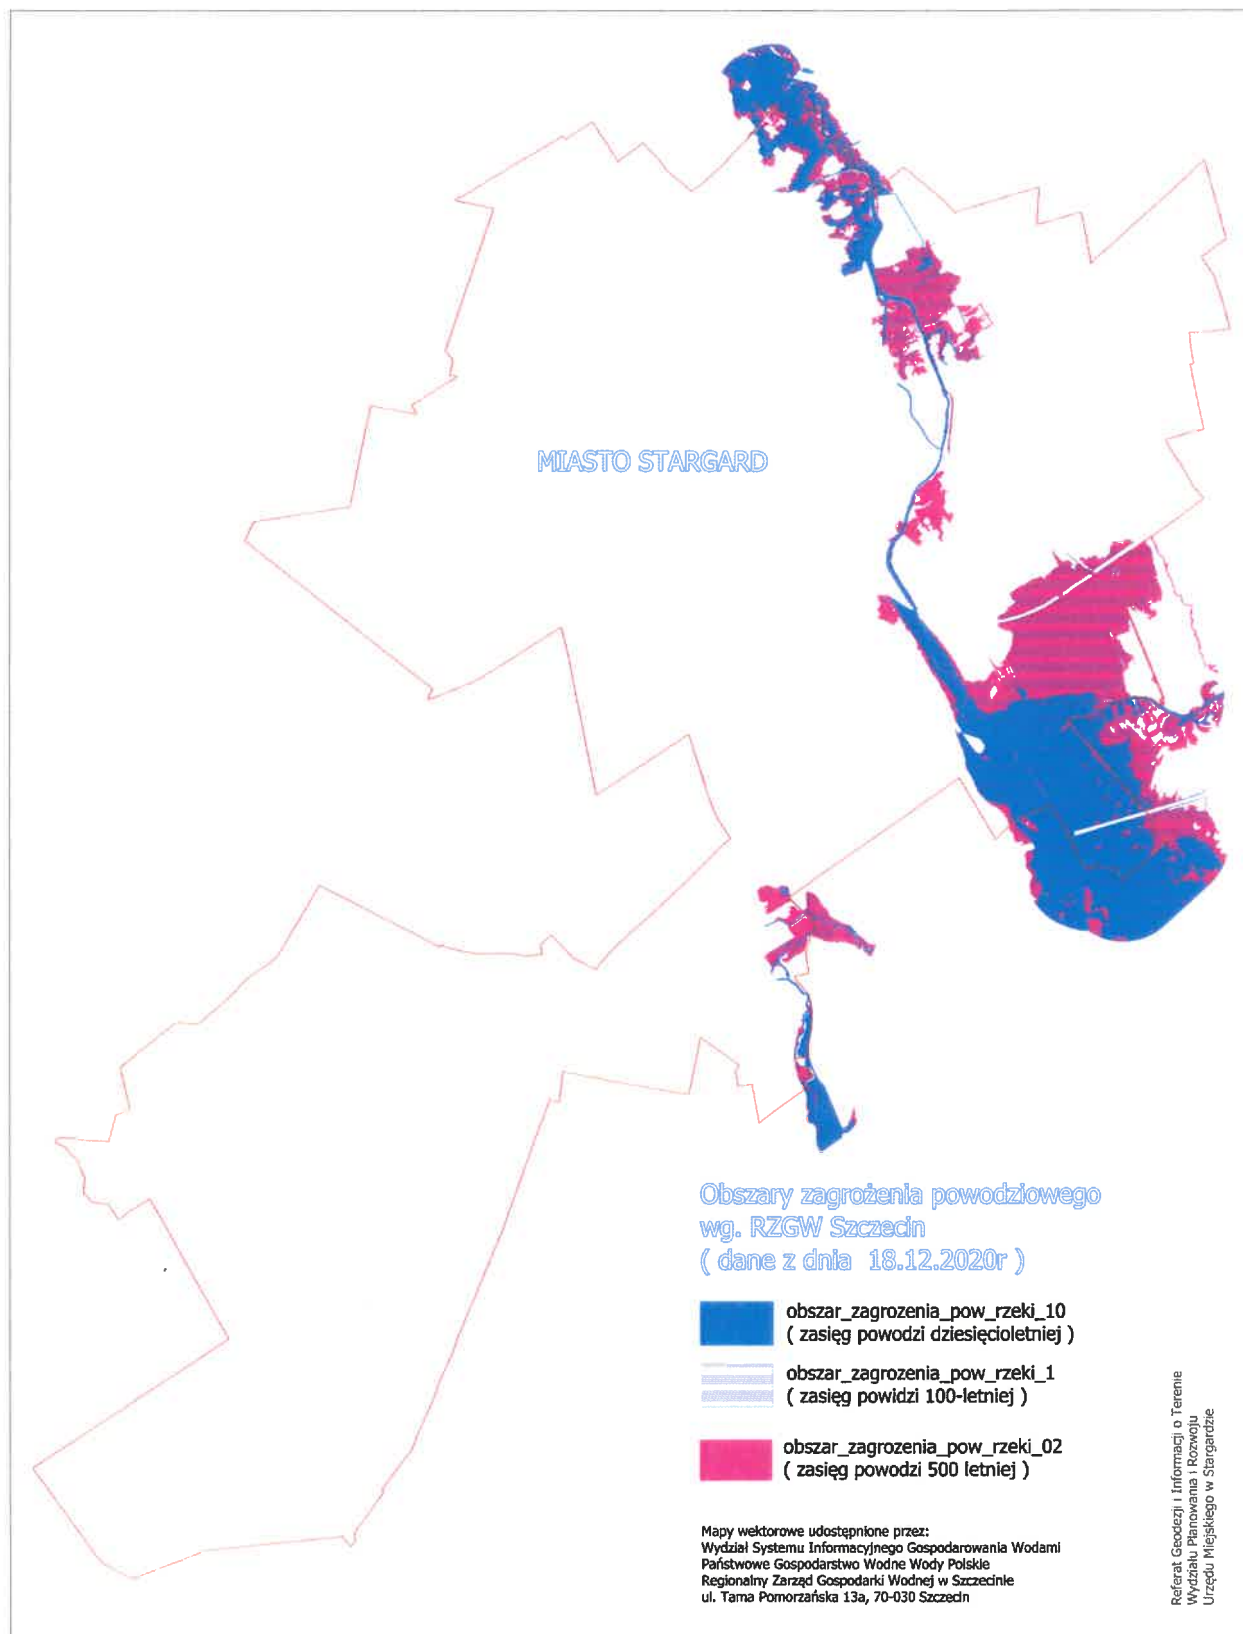 MIASTO STARGARD
Obszary zagrożenia powodziowego
wg. RZGW Szczecin
( dane z dnia 18.12.2020r )
obszar_zagrozenia_pow_rzeki_10
( zasięg powodzi dziesięcioletniej )
obszar_zagrozenia_pow_rzeki_1
( zasięg powidzi 100-letniej )
obszar_zagrozenia_pow_rzeki_02
( zasięg powodzi 500 letniej )
Mapy wektorowe udostępnione przez:
Wydział Systemu Informacyjnego Gospodarowania Wodami
Państwowe Gospodarstwo Wodne Wody Polskie
Regionalny Zarząd Gospodarki Wodnej w Szczecinie
ul. Tama Pomorzańska 13a, 70-030 Szczecin
Referat Geodezji i Informacji o Terenie
Wydziału Planowania i Rozwoju
Urzędu Miejskiego w Stargardzie